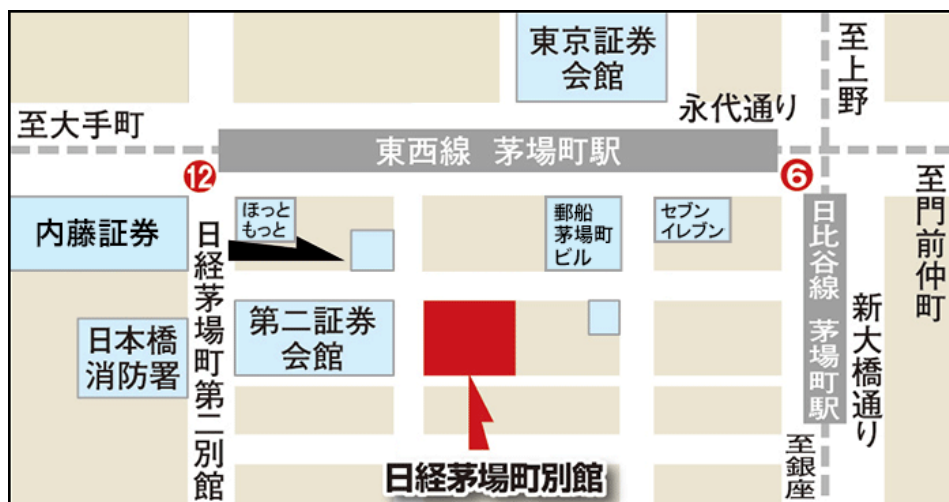 東京証券
会館
至上野
永代通り
至大手町
東西線 茅場町駅
⑫
❻
至門前仲町
内藤証券
ほっと
もっと
郵船
茅場町
ビル
セブン
イレブン
日比谷線 茅場町駅
日経茅場町第二別館
第二証券
会館
日本橋
消防署
新大橋通り
至銀座
日経茅場町別館